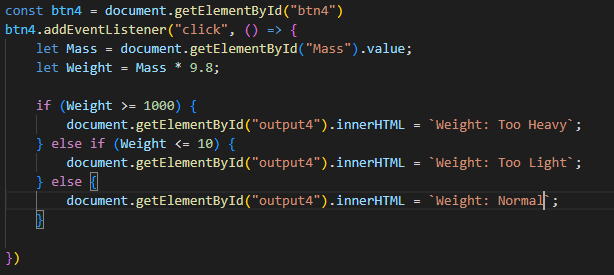 const btn4 = document.getElementById("btn4")
btn4.addEventListener("click", () => {
    let Mass = document.getElementById("Mass").value;
    let Weight = Mass * 9.8;
    if (Weight >= 1000) {
        document.getElementById("output4").innerHTML = `Weight: Too Heavy`;
    } else if (Weight <= 10) {
        document.getElementById("output4").innerHTML = `Weight: Too Light`;
    } else {
        document.getElementById("output4").innerHTML = `Weight: Normal`;
    }
})